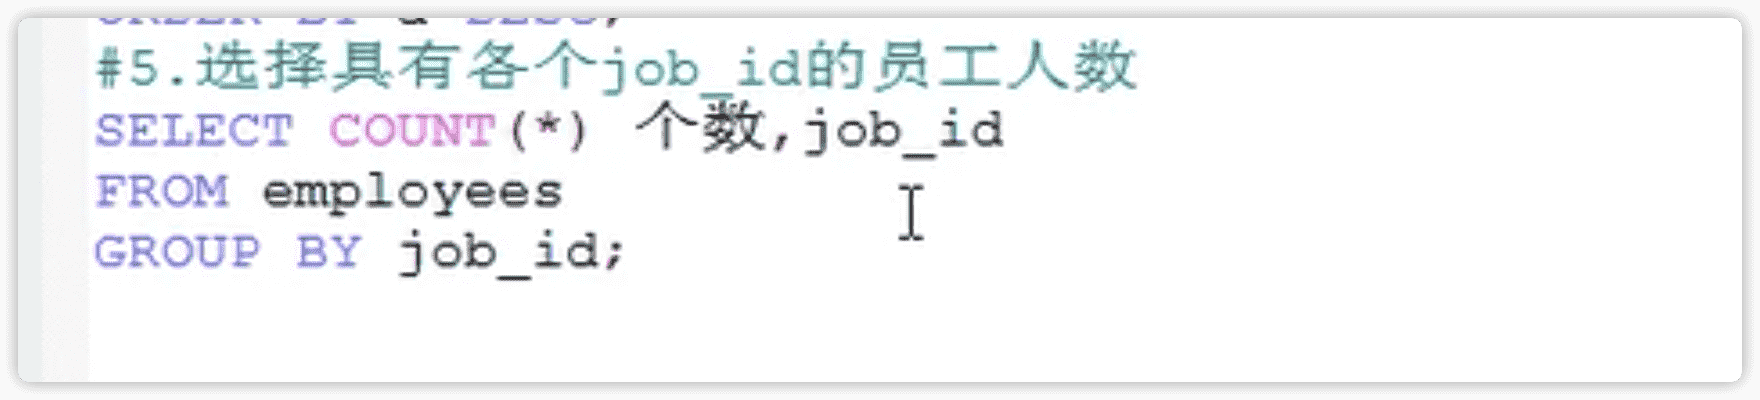 #5.选择具有各个job_id的员工人数
SELECT COUNT(*) 个数,job_id
FROM employees
GROUP BY job_id;